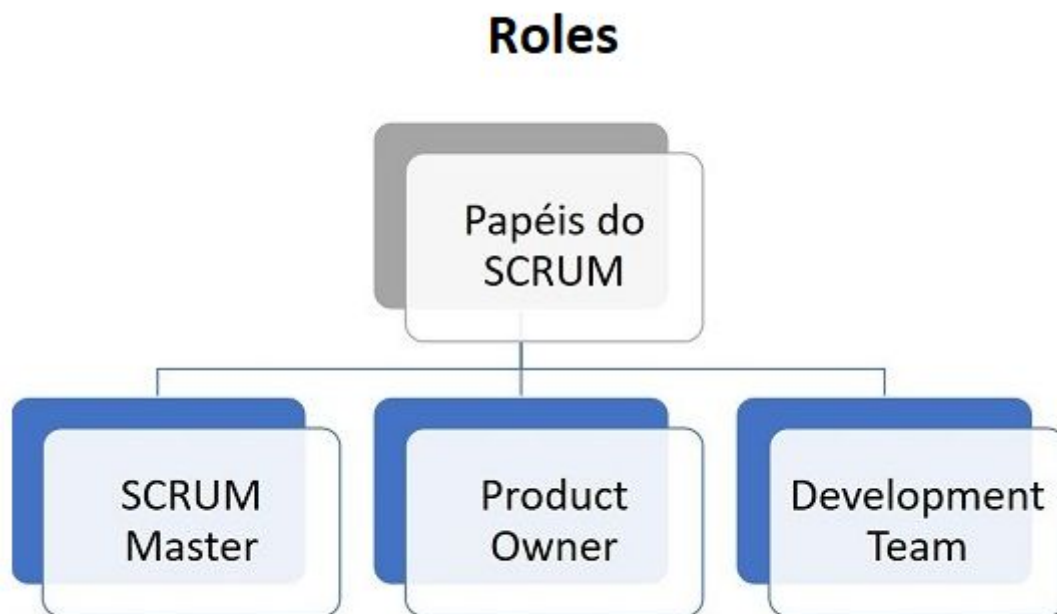 Roles
Papéis do
SCRUM
SCRUM
Master
Product
Owner
Development
Team